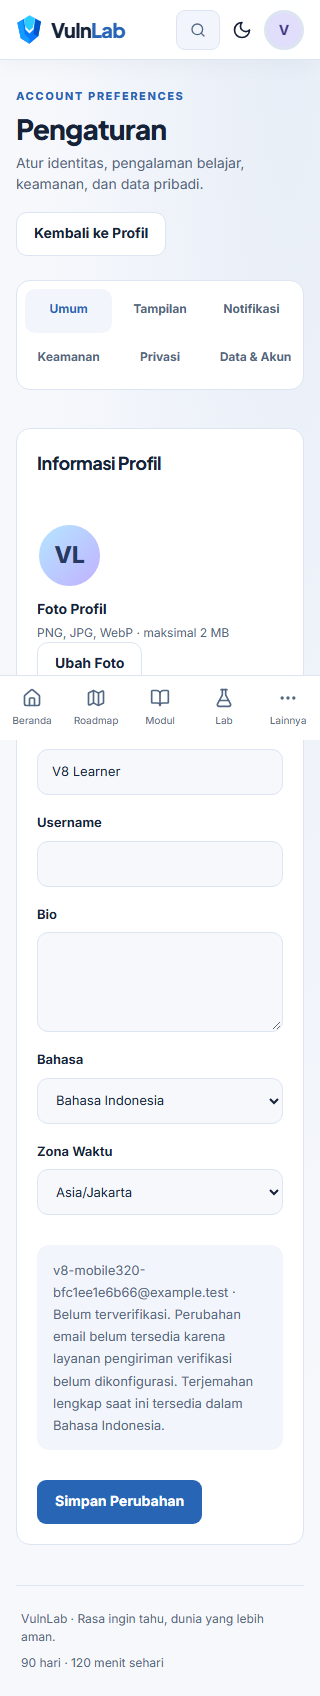 VulnLab
V
ACCOUNT PREFERENCES
Pengaturan
Atur identitas, pengalaman belajar,
keamanan, dan data pribadi.
Kembali ke Profil
Umum Tampilan Notifikasi
Keamanan Privasi Data & Akun
Informasi Profil
VL
Foto Profil
PNG, JPG, WebP · maksimal 2 MB
Ubah Foto
Beranda Roadmap Modul Lab Lainnya
V8 Learner
Username
Bio
Bahasa
Bahasa Indonesia
Zona Waktu
Asia/Jakarta
v8-mobile320-
bfc1ee1e6b66@example.test ·
Belum terverifikasi. Perubahan
email belum tersedia karena
layanan pengiriman verifikasi
belum dikonfigurasi. Terjemahan
lengkap saat ini tersedia dalam
Bahasa Indonesia.
Simpan Perubahan
VulnLab · Rasa ingin tahu, dunia yang lebih
aman.
90 hari · 120 menit sehari